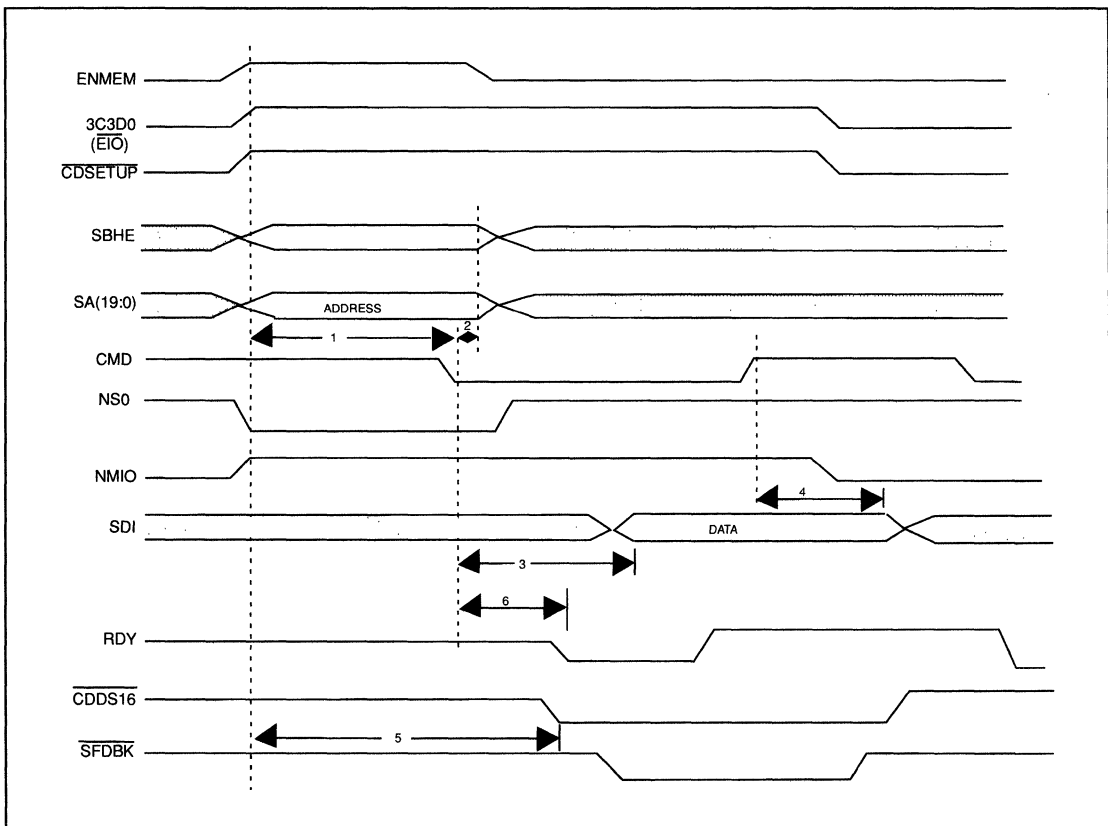 ENMEM
3C3D0
(EIO)
CDSETUP
SBHE
SA(19:0)
ADDRESS
1
2
CMD
NS0
NMIO
4
SDI
DATA
3
6
RDY
CDDS16
5
SFDBK